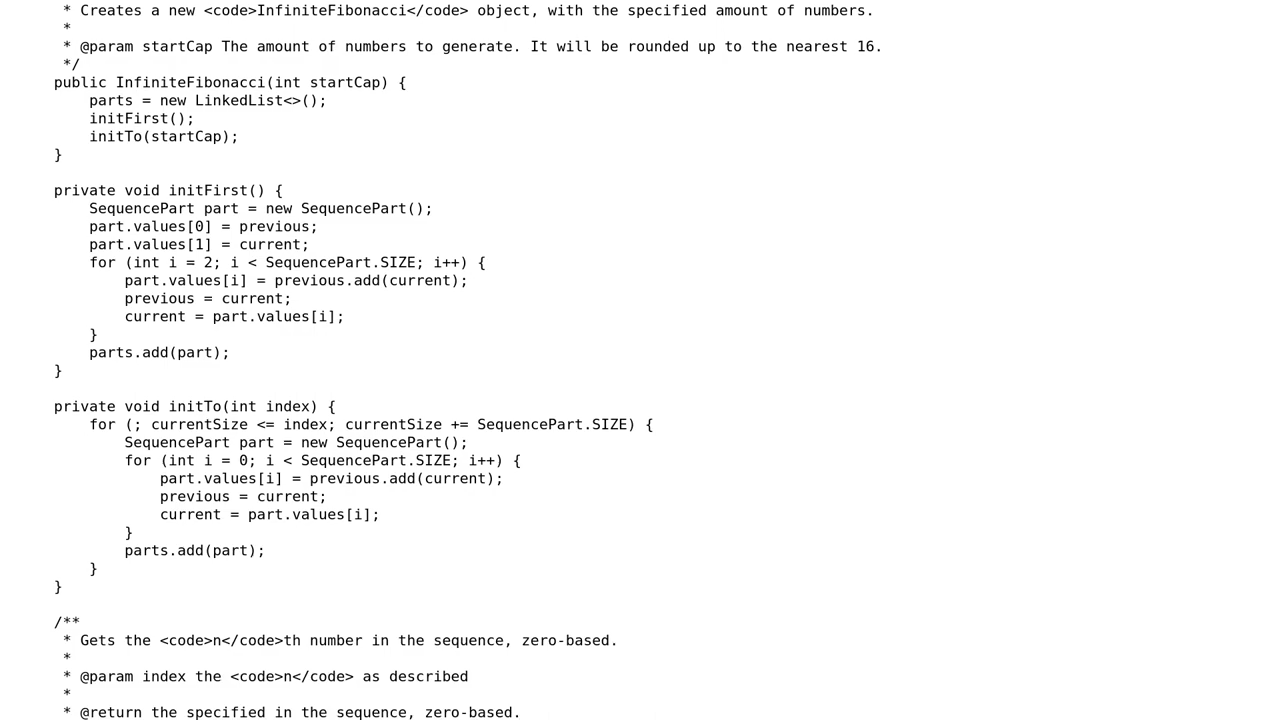 * Creates a new <code>InfiniteFibonacci</code> object, with the specified amount of numbers.
     *
     * @param startCap The amount of numbers to generate. It will be rounded up to the nearest 16.
     */
    public InfiniteFibonacci(int startCap) {
        parts = new LinkedList<>();
        initFirst();
        initTo(startCap);
    }

    private void initFirst() {
        SequencePart part = new SequencePart();
        part.values[0] = previous;
        part.values[1] = current;
        for (int i = 2; i < SequencePart.SIZE; i++) {
            part.values[i] = previous.add(current);
            previous = current;
            current = part.values[i];
        }
        parts.add(part);
    }

    private void initTo(int index) {
        for (; currentSize <= index; currentSize += SequencePart.SIZE) {
            SequencePart part = new SequencePart();
            for (int i = 0; i < SequencePart.SIZE; i++) {
                part.values[i] = previous.add(current);
                previous = current;
                current = part.values[i];
            }
            parts.add(part);
        }
    }

    /**
     * Gets the <code>n</code>th number in the sequence, zero-based.
     *
     * @param index the <code>n</code> as described
     *
     * @return the specified in the sequence, zero-based.